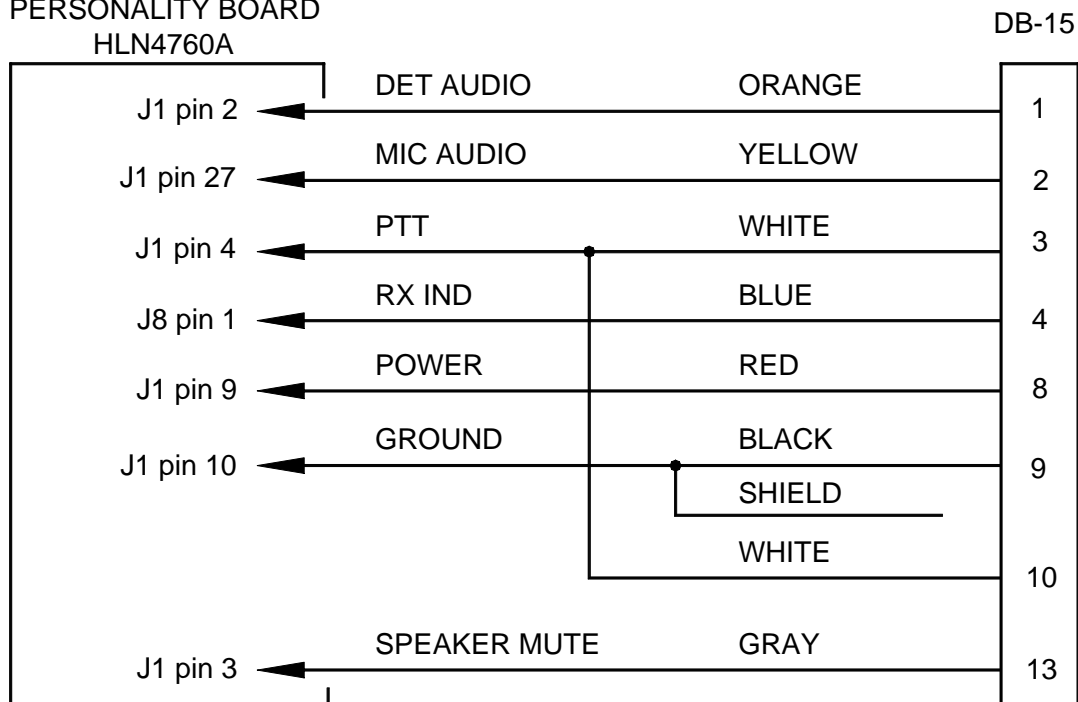 PERSONALITY BOARD
HLN4760A
DB-15
J1 pin 2 DET AUDIO ORANGE 1
J1 pin 27 MIC AUDIO YELLOW 2
J1 pin 4 PTT WHITE 3
J8 pin 1 RX IND BLUE 4
J1 pin 9 POWER RED 8
J1 pin 10 GROUND BLACK 9
SHIELD
WHITE 10
J1 pin 3 SPEAKER MUTE GRAY 13